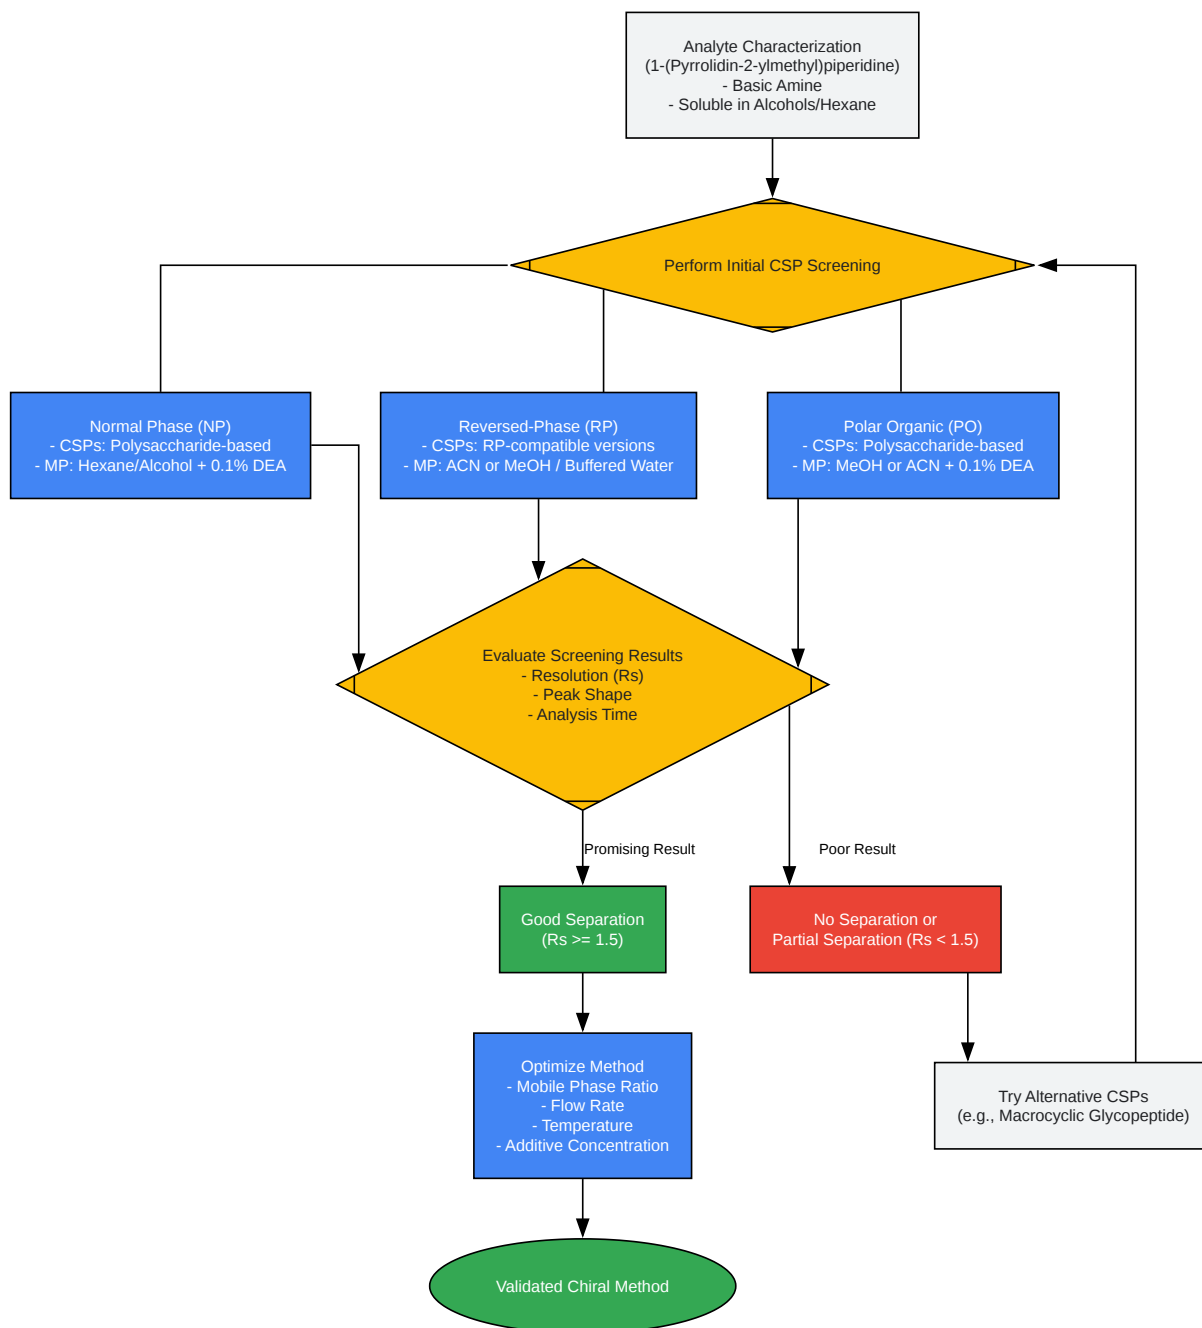 Analyte Characterization
(1-(Pyrrolidin-2-ylmethyl)piperidine)
- Basic Amine
- Soluble in Alcohols/Hexane
Perform Initial CSP Screening
Normal Phase (NP)
- CSPs: Polysaccharide-based
- MP: Hexane/Alcohol + 0.1% DEA
Reversed-Phase (RP)
- CSPs: RP-compatible versions
- MP: ACN or MeOH / Buffered Water
Polar Organic (PO)
- CSPs: Polysaccharide-based
- MP: MeOH or ACN + 0.1% DEA
Evaluate Screening Results
- Resolution (Rs)
- Peak Shape
- Analysis Time
Promising Result
Poor Result
Good Separation
(Rs >= 1.5)
No Separation or
Partial Separation (Rs < 1.5)
Optimize Method
- Mobile Phase Ratio
- Flow Rate
- Temperature
- Additive Concentration
Try Alternative CSPs
(e.g., Macrocyclic Glycopeptide)
Validated Chiral Method